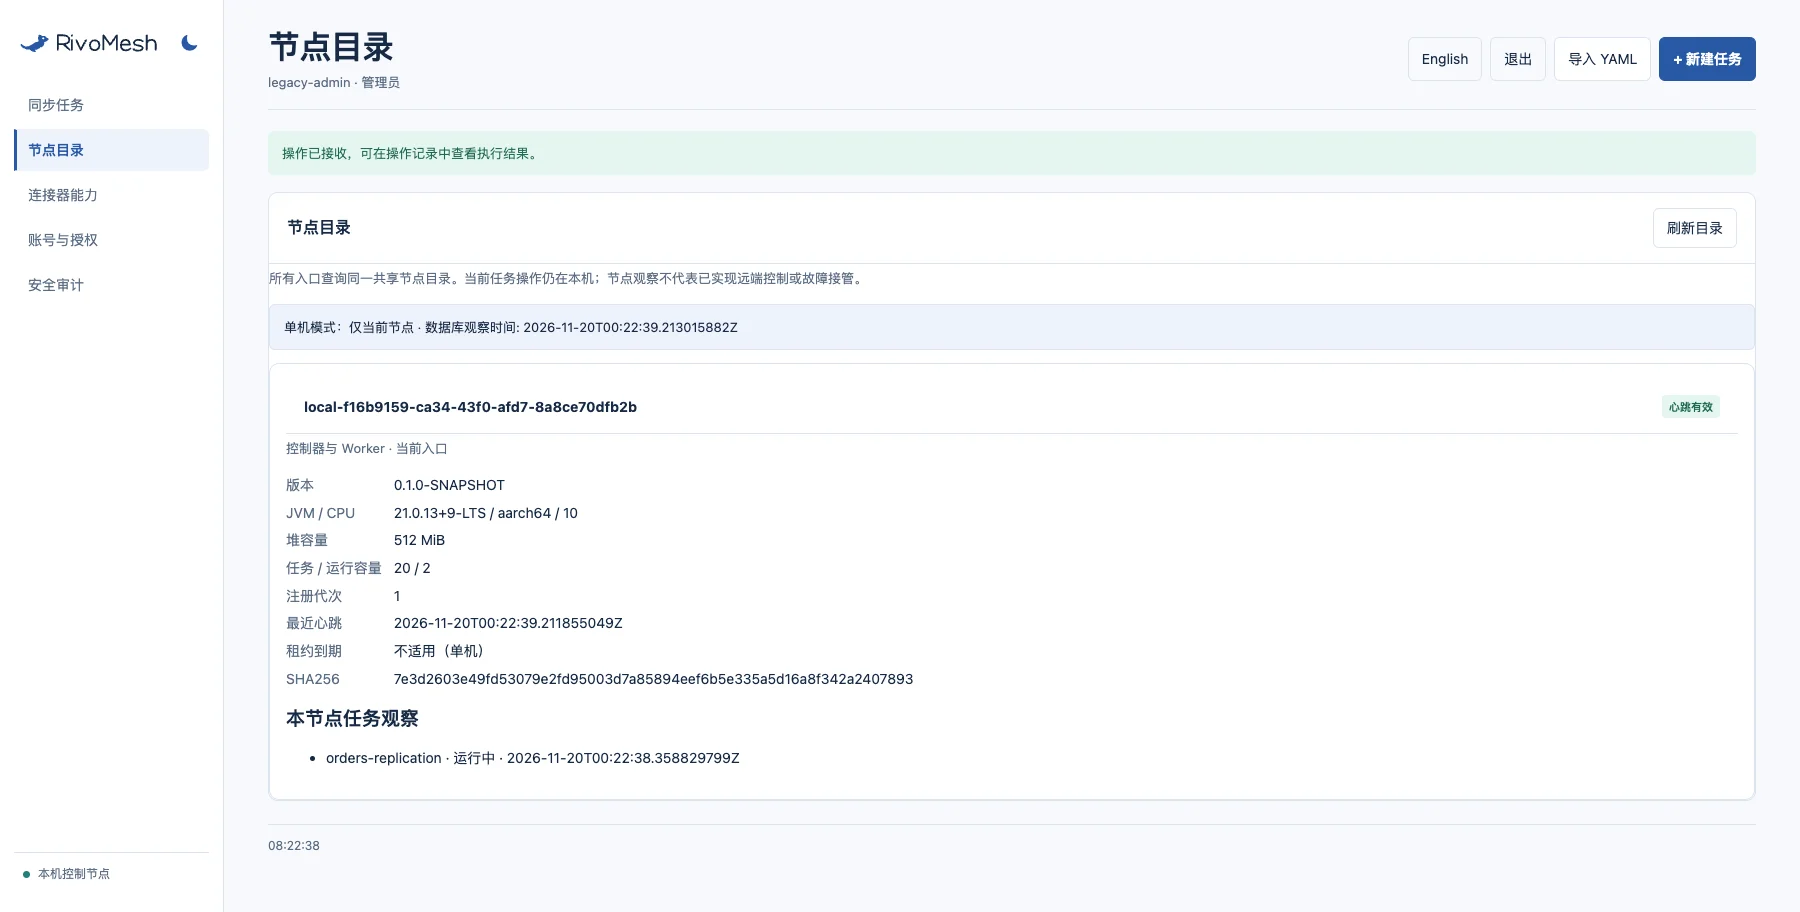 RivoMesh
同步任务
节点目录
连接器能力
账号与授权
安全审计
本机控制节点
节点目录
legacy-admin · 管理员
English
退出
导入 YAML
+ 新建任务
操作已接收，可在操作记录中查看执行结果。
节点目录
刷新目录
所有入口查询同一共享节点目录。当前任务操作仍在本机；节点观察不代表已实现远端控制或故障接管。
单机模式：仅当前节点 · 数据库观察时间: 2026-11-20T00:22:39.213015882Z
local-f16b9159-ca34-43f0-afd7-8a8ce70dfb2b
心跳有效
控制器与 Worker · 当前入口
版本 0.1.0-SNAPSHOT
JVM / CPU 21.0.13+9-LTS / aarch64 / 10
堆容量 512 MiB
任务 / 运行容量 20 / 2
注册代次 1
最近心跳 2026-11-20T00:22:39.211855049Z
租约到期 不适用（单机）
SHA256 7e3d2603e49fd53079e2fd95003d7a85894eef6b5e335a5d16a8f342a2407893
本节点任务观察
• orders-replication · 运行中 · 2026-11-20T00:22:38.358829799Z
08:22:38